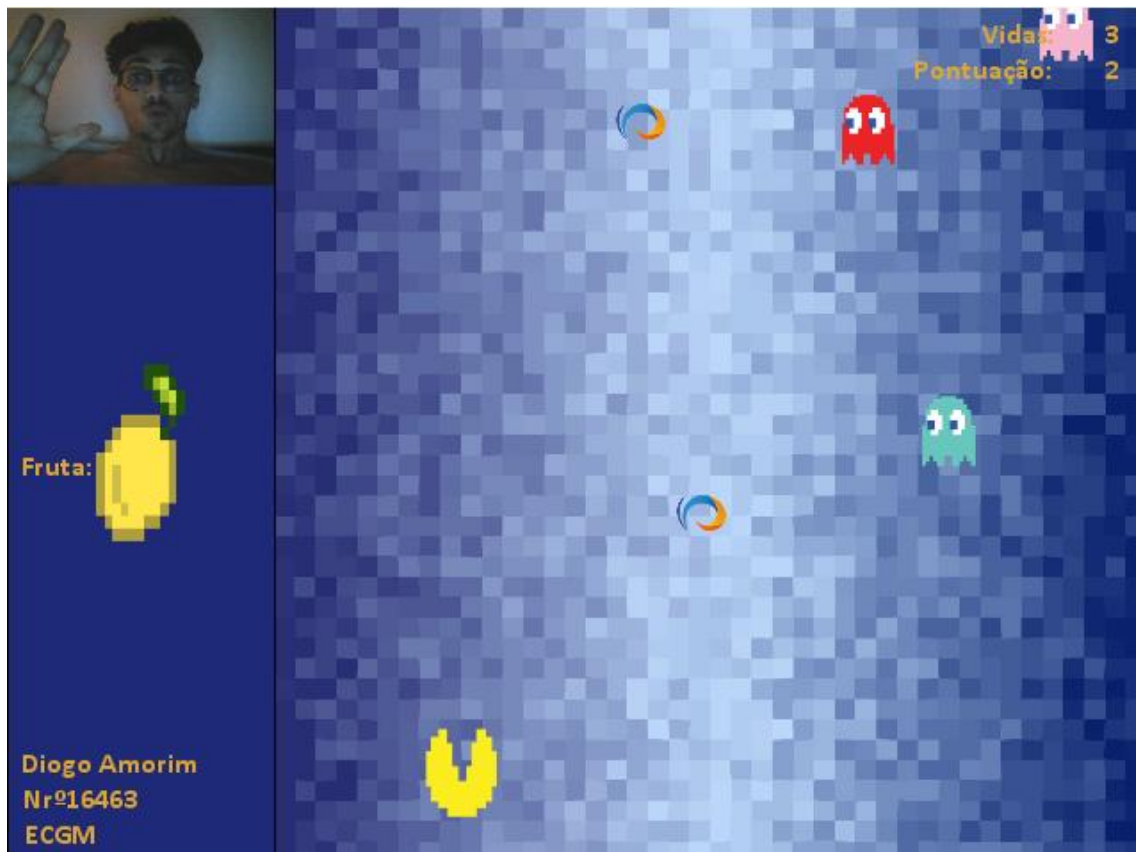 Vidas: 3
Pontuação: 2
Fruta:
Diogo Amorim
Nrº16463
ECGM